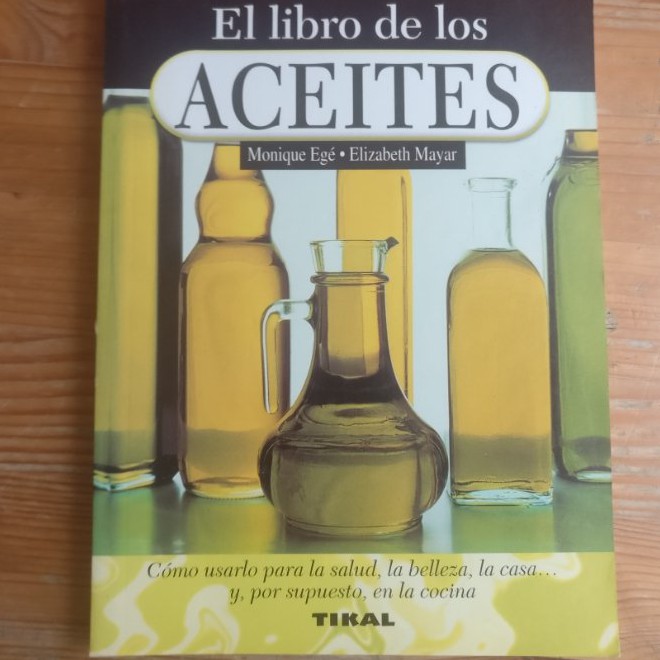 El libro de los
ACEITES
Monique Egé • Elizabeth Mayar
Cómo usarlo para la salud, la belleza, la casa...
y, por supuesto, en la cocina
TIKAL